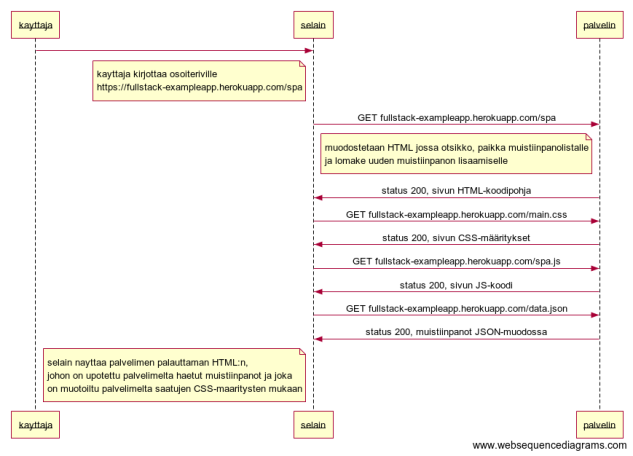 kayttaja
selain
palvelin
kayttaja kirjottaa osoiteriville
https://fullstack-exampleapp.herokuapp.com/spa
GET fullstack-exampleapp.herokuapp.com/spa
muodostetaan HTML jossa otsikko, paikka muistiinpanolistalle
ja lomake uuden muistiinpanon lisaamiselle
status 200, sivun HTML-koodipohja
GET fullstack-exampleapp.herokuapp.com/main.css
status 200, sivun CSS-määritykset
GET fullstack-exampleapp.herokuapp.com/spa.js
status 200, sivun JS-koodi
GET fullstack-exampleapp.herokuapp.com/data.json
status 200, muistiinpanot JSON-muodossa
selain nayttaa palvelimen palauttaman HTML:n,
johon on upotettu palvelimelta haetut muistiinpanot ja joka
on muotoiltu palvelimelta saatujen CSS-maaritysten mukaan
kayttaja
selain
palvelin
www.websequencediagrams.com